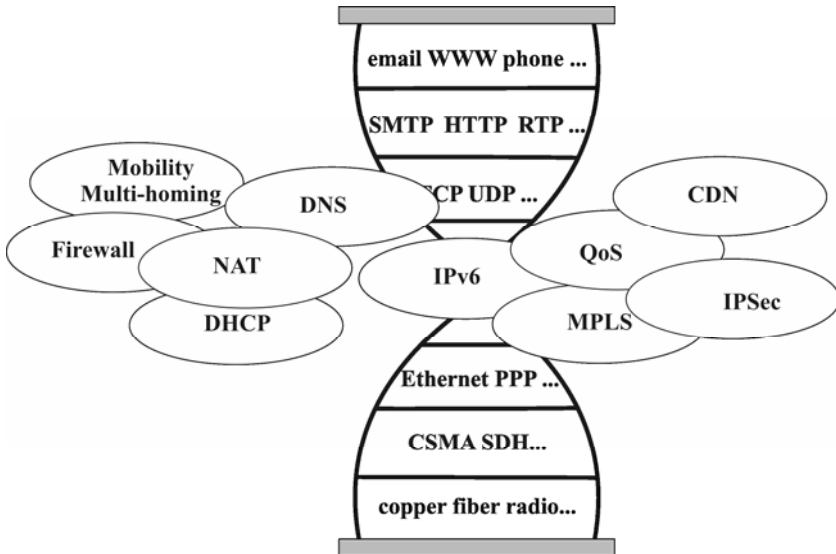 email WWW phone ...
SMTP HTTP RTP ...
TCP UDP ...
Mobility
Multi-homing
DNS
CDN
Firewall
NAT
IPv6
QoS
IPSec
DHCP
MPLS
Ethernet PPP ...
CSMA SDH...
copper fiber radio...